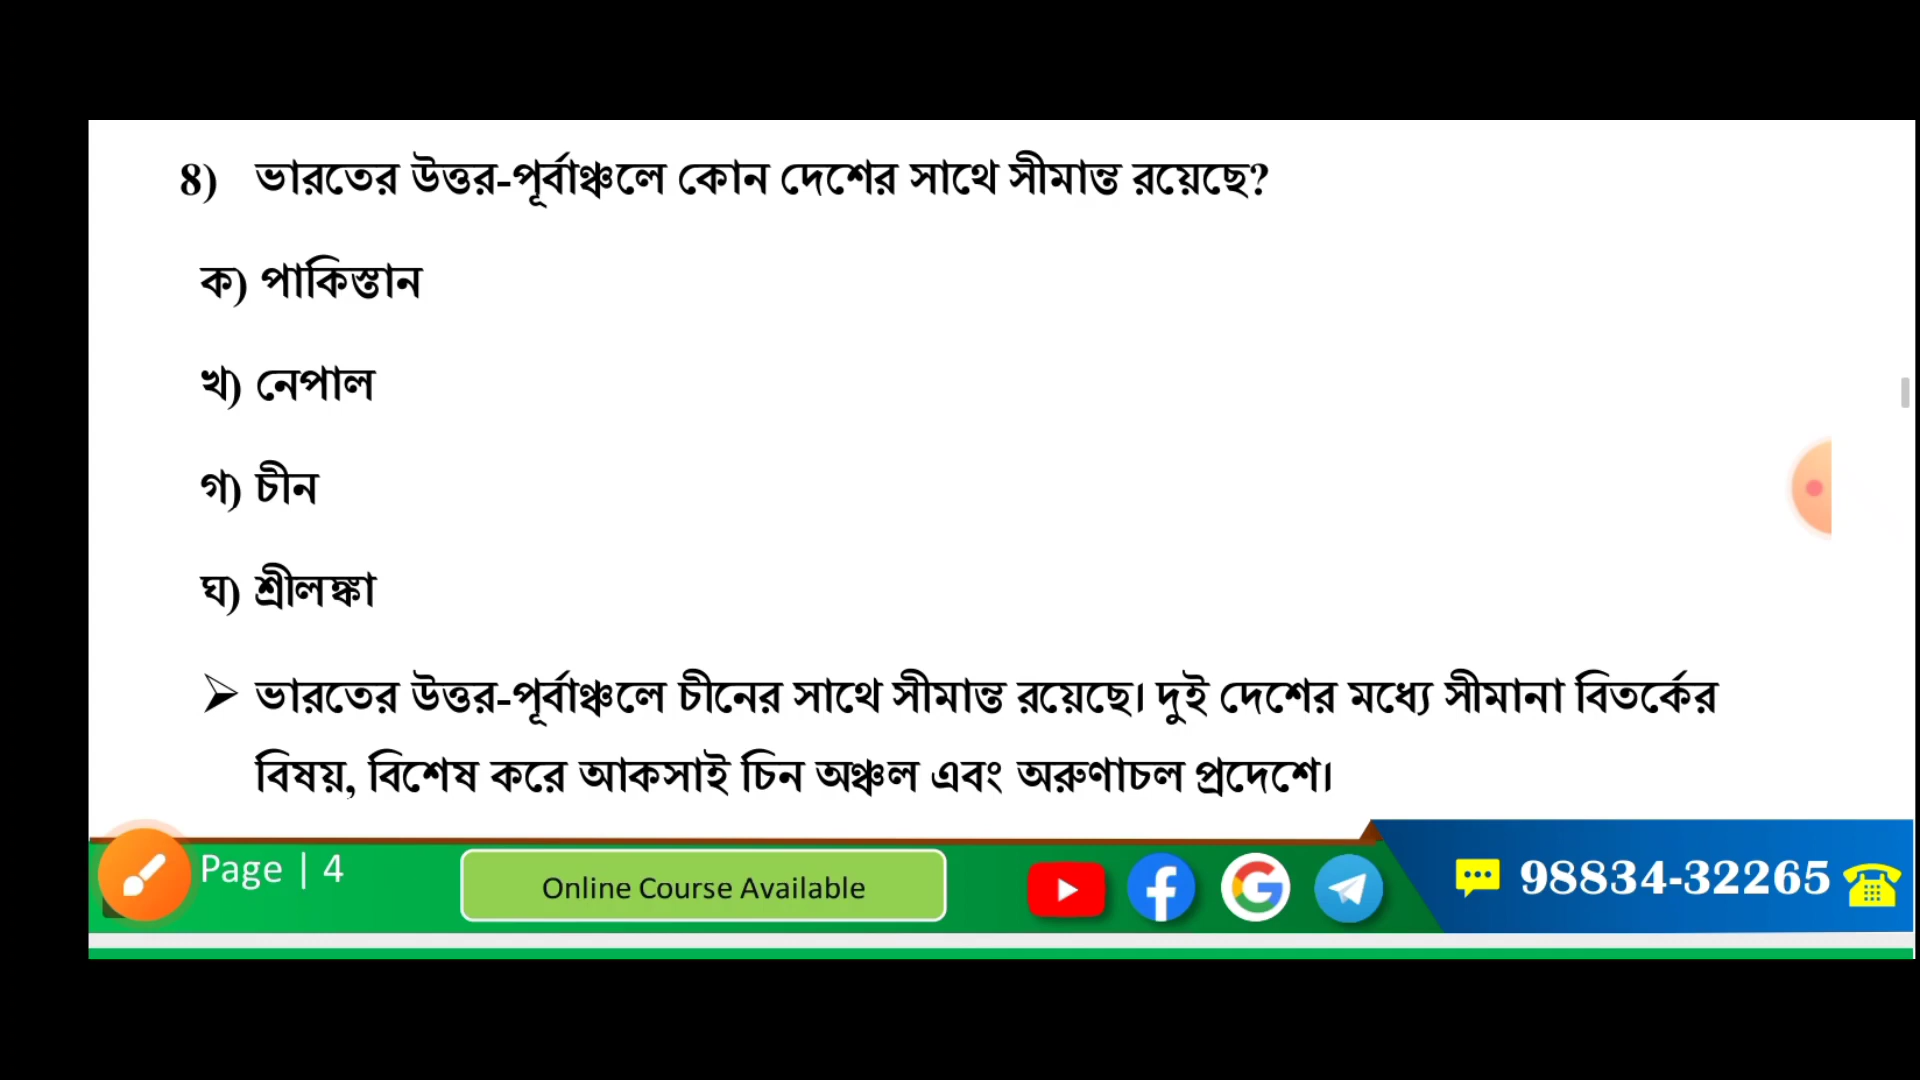 8) ভারতের উত্তর-পূর্বাঞ্চলে কোন দেশের সাথে সীমান্ত রয়েছে?
ক) পাকিস্তান
খ) নেপাল
গ) চীন
ঘ) শ্রীলঙ্কা
➢ ভারতের উত্তর-পূর্বাঞ্চলে চীনের সাথে সীমান্ত রয়েছে। দুই দেশের মধ্যে সীমানা বিতর্কের
বিষয়, বিশেষ করে আকসাই চিন অঞ্চল এবং অরুণাচল প্রদেশে।
Page | 4
Online Course Available
98834-32265